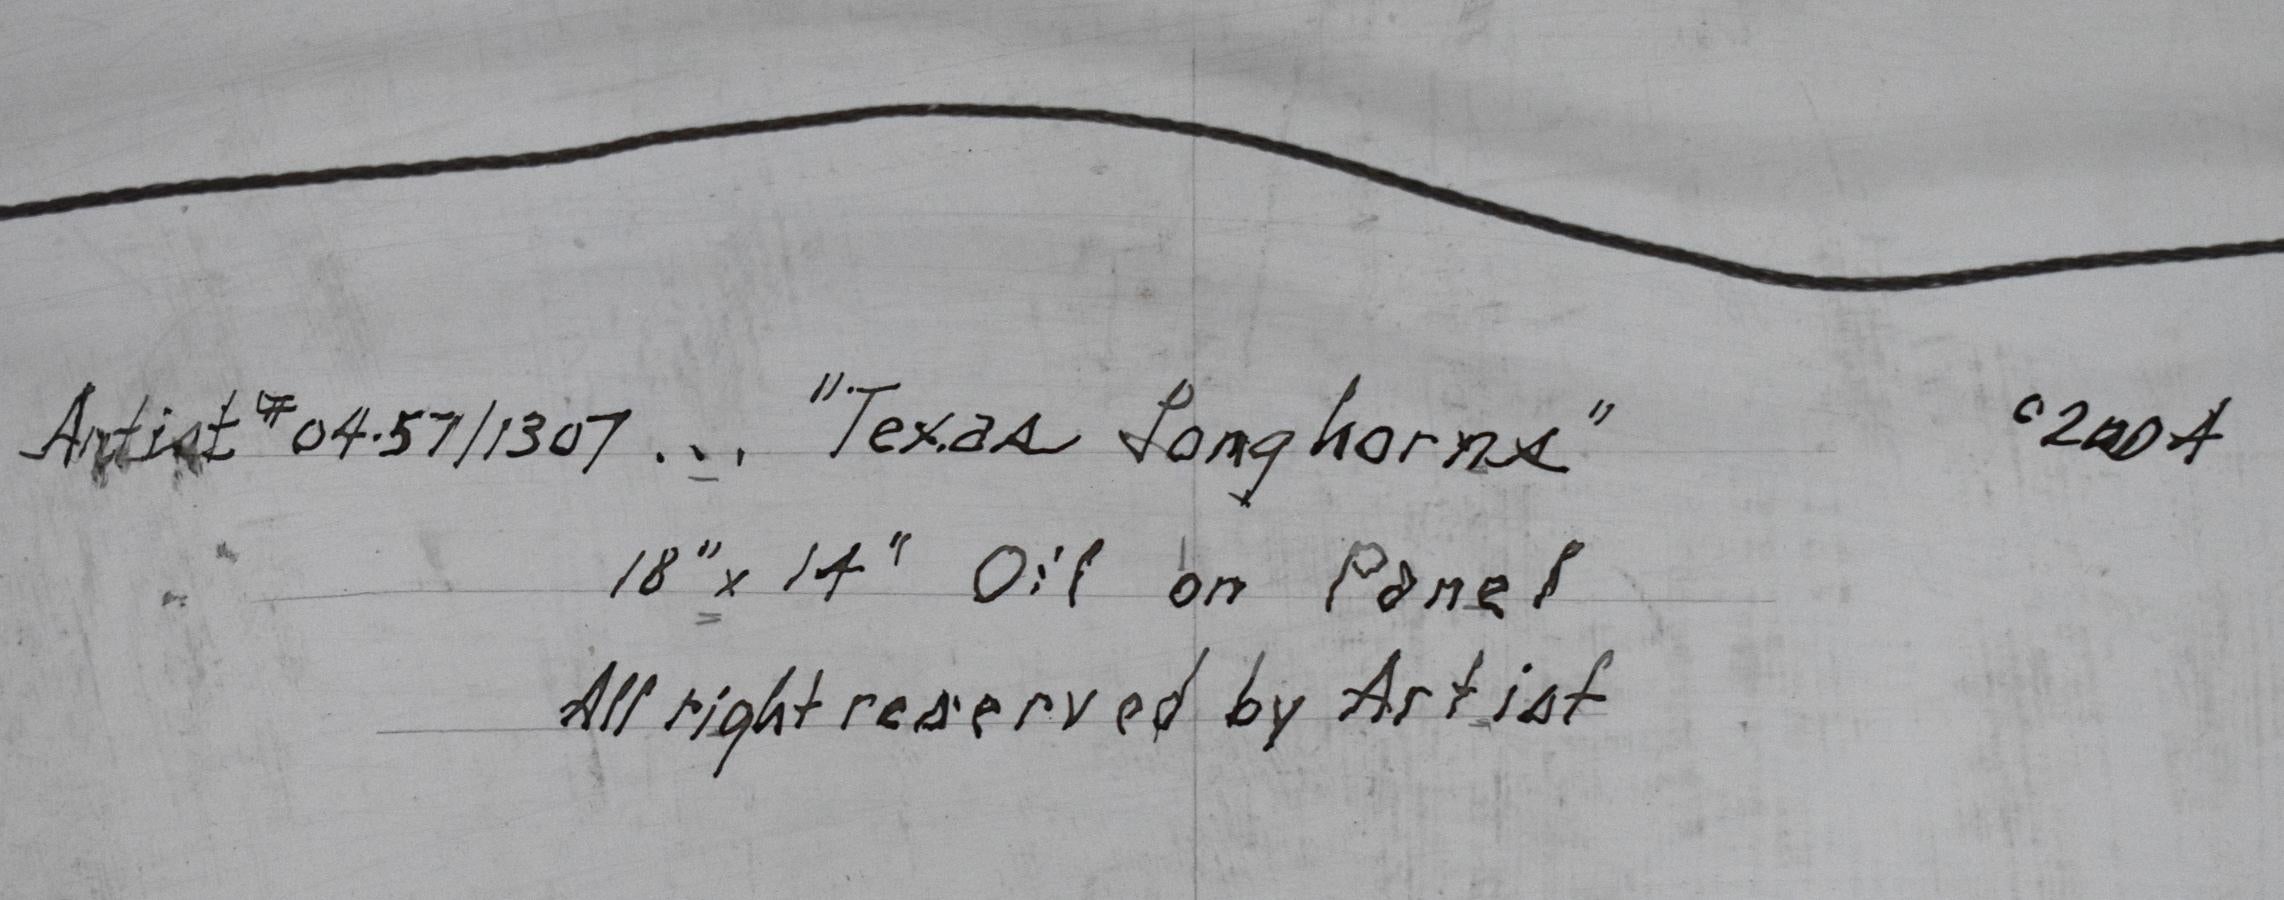 Artist # 04.57/1307 ... "Texas Longhorns" c 2004
18" x 14" Oil on Panel
All right reserved by Artist